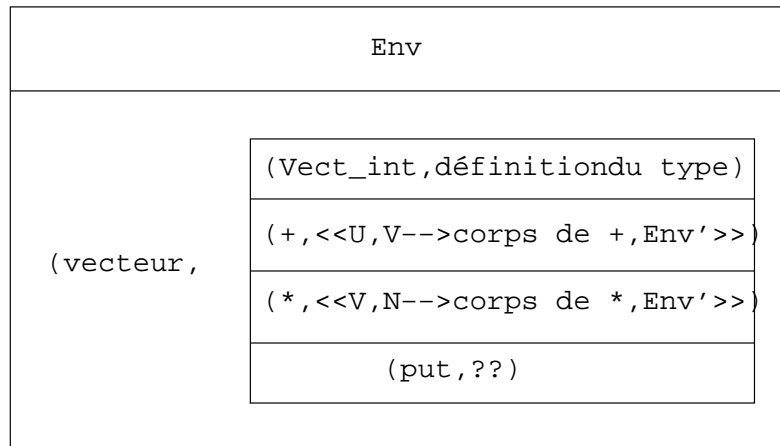 Env
(Vect_int,définitiondu type)
(+,<<U,V-->corps de +,Env'>>)
(vecteur,
(*,<<V,N-->corps de *,Env'>>)
(put,??)